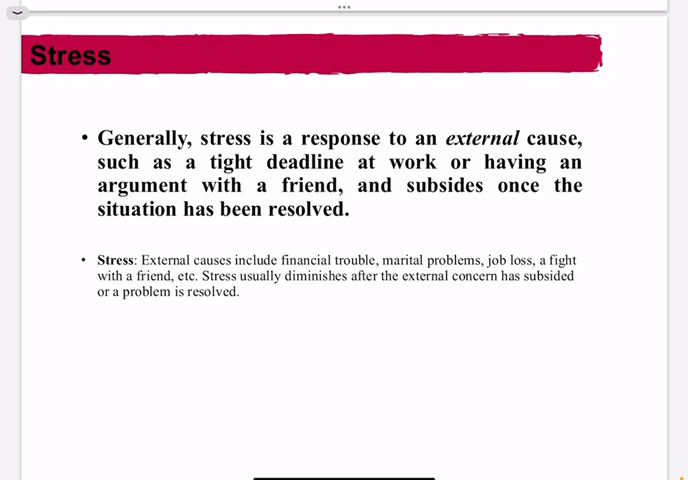 Stress
• Generally, stress is a response to an external cause,
such as a tight deadline at work or having an
argument with a friend, and subsides once the
situation has been resolved.
• Stress: External causes include financial trouble, marital problems, job loss, a fight
with a friend, etc. Stress usually diminishes after the external concern has subsided
or a problem is resolved.